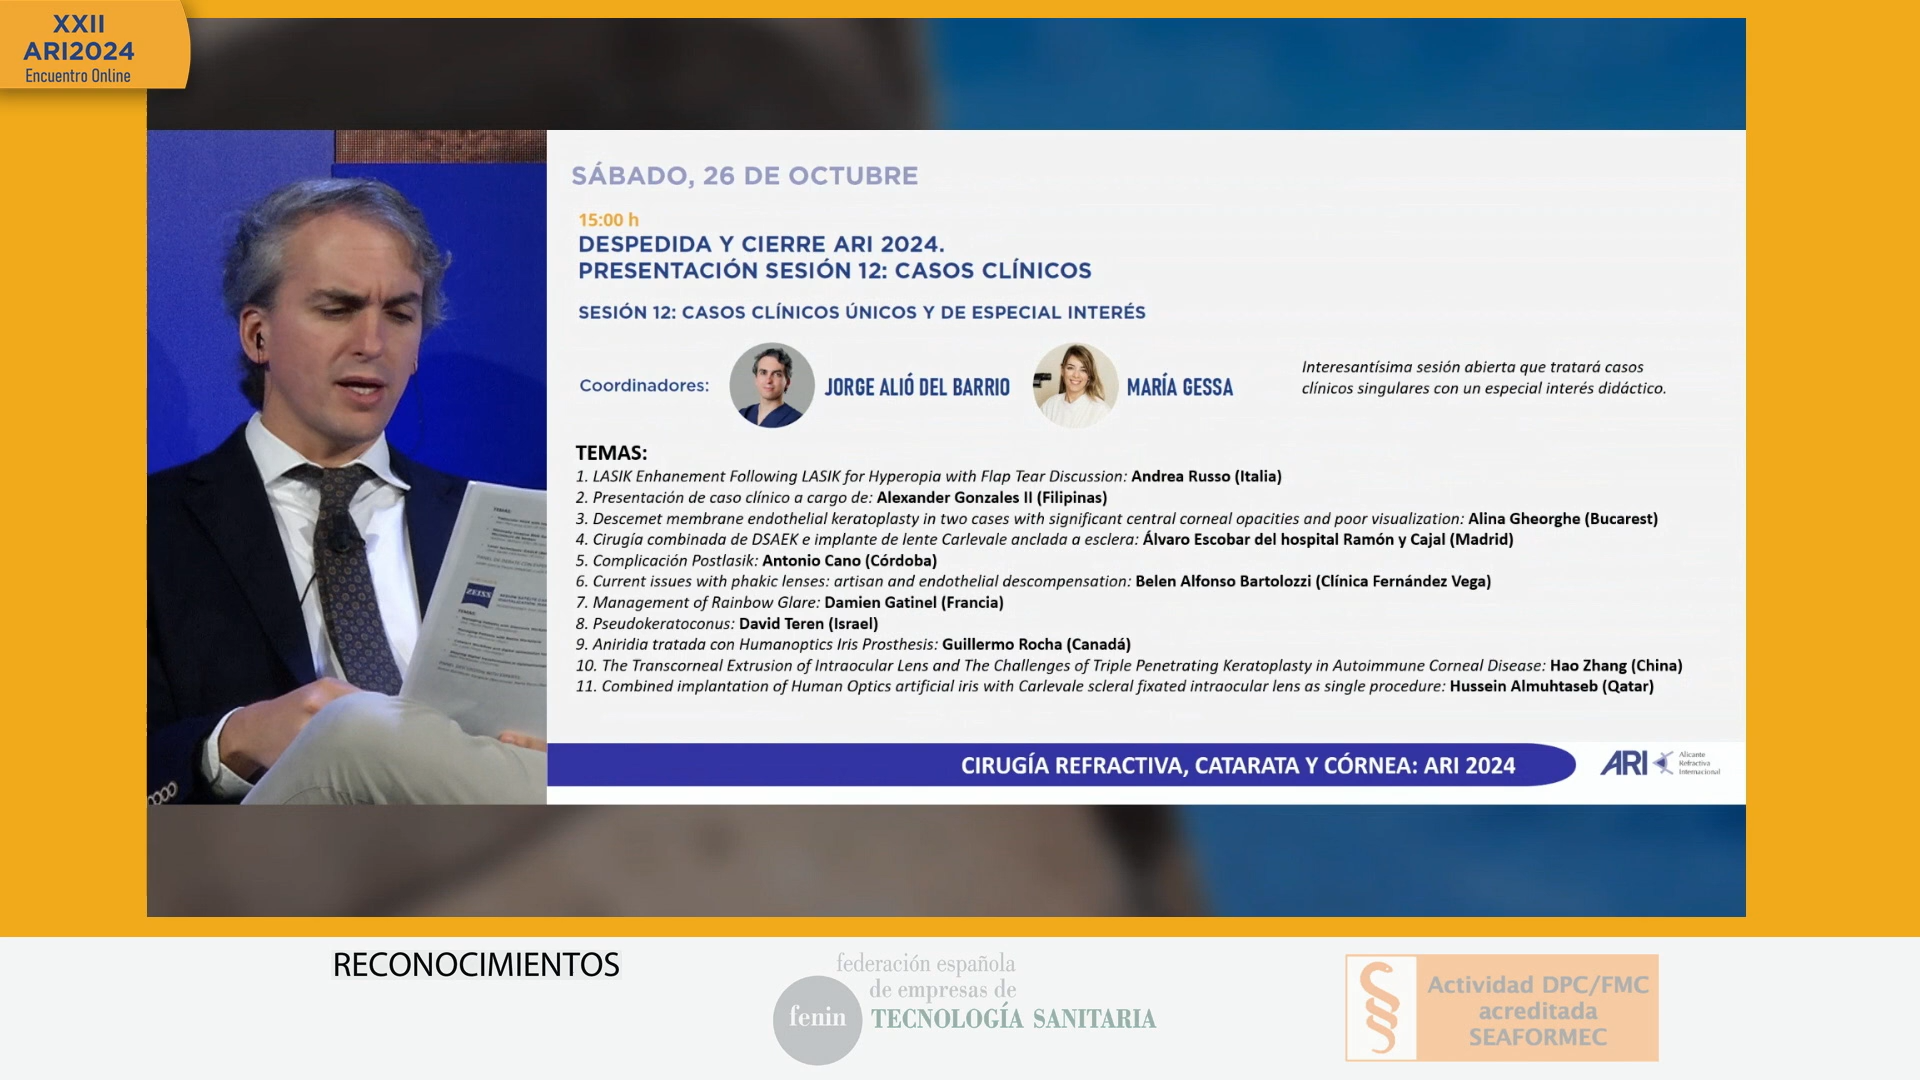 XXII
ARI2024
Encuentro Online
SÁBADO, 26 DE OCTUBRE
15:00 h
DESPEDIDA Y CIERRE ARI 2024.
PRESENTACIÓN SESIÓN 12: CASOS CLÍNICOS
SESIÓN 12: CASOS CLÍNICOS ÚNICOS Y DE ESPECIAL INTERÉS
Coordinadores: JORGE ALIÓ DEL BARRIO MARÍA GESSA
Interesantísima sesión abierta que tratará casos
clínicos singulares con un especial interés didáctico.
TEMAS:
1. LASIK Enhanement Following LASIK for Hyperopia with Flap Tear Discussion: Andrea Russo (Italia)
2. Presentación de caso clínico a cargo de: Alexander Gonzales II (Filipinas)
3. Descemet membrane endothelial keratoplasty in two cases with significant central corneal opacities and poor visualization: Alina Gheorghe (Bucarest)
4. Cirugía combinada de DSAEK e implante de lente Carlevale anclada a esclera: Álvaro Escobar del hospital Ramón y Cajal (Madrid)
5. Complicación Postlasik: Antonio Cano (Córdoba)
6. Current issues with phakic lenses: artisan and endothelial descompensation: Belen Alfonso Bartolozzi (Clínica Fernández Vega)
7. Management of Rainbow Glare: Damien Gatinel (Francia)
8. Pseudokeratoconus: David Teren (Israel)
9. Aniridia tratada con Humanoptics Iris Prosthesis: Guillermo Rocha (Canadá)
10. The Transcorneal Extrusion of Intraocular Lens and The Challenges of Triple Penetrating Keratoplasty in Autoimmune Corneal Disease: Hao Zhang (China)
11. Combined implantation of Human Optics artificial iris with Carlevale scleral fixated intraocular lens as single procedure: Hussein Almuhtaseb (Qatar)
ZEISS
CIRUGÍA REFRACTIVA, CATARATA Y CÓRNEA: ARI 2024
ARI
Alicante
Refractiva
Internacional
RECONOCIMIENTOS
federación española
de empresas de
fenin TECNOLOGÍA SANITARIA
Actividad DPC/FMC
acreditada
SEAFORMEC